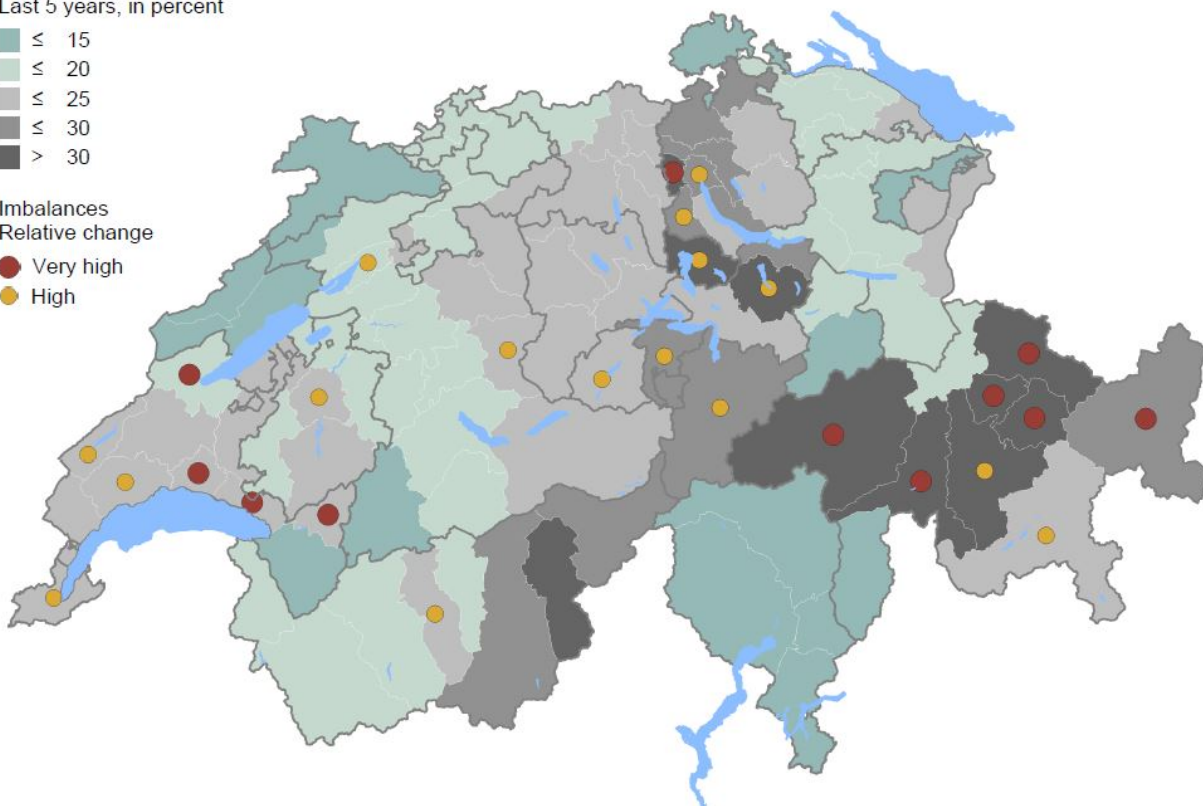 Last 5 years, in percent
≤ 15
≤ 20
≤ 25
≤ 30
> 30
Imbalances
Relative change
Very high
High